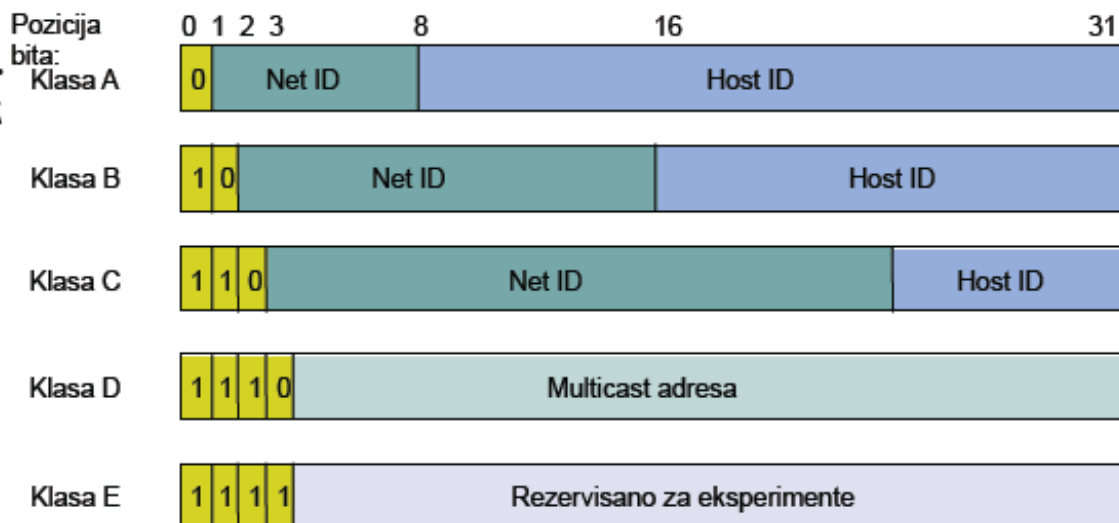 Pozicija bita: 0 1 2 3 8 16 31
Klasa A 0 Net ID Host ID
Klasa B 1 0 Net ID Host ID
Klasa C 1 1 0 Net ID Host ID
Klasa D 1 1 1 0 Multicast adresa
Klasa E 1 1 1 1 Rezervisano za eksperimente